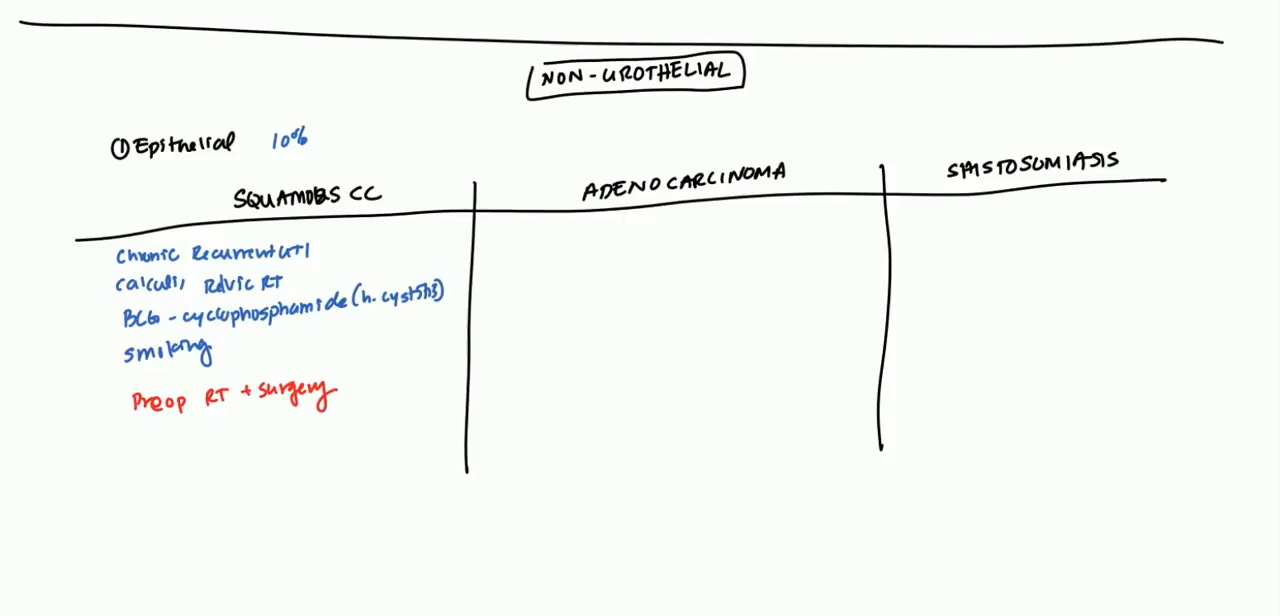 NON-UROTHELIAL
① Epithelial 10%
SQUAMOUS CC
ADENOCARCINOMA
SHISTOSOMIASIS
Chronic Recurrent UTI
Calculi, Pelvic RT
BCG - cyclophosphamide (h. cystitis)
smoking
Preop RT + surgery